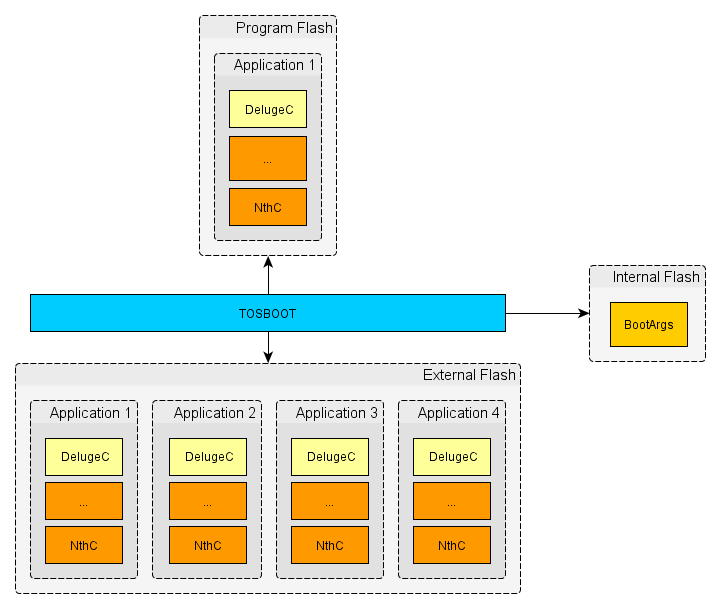 Program Flash
Application 1
DelugeC
...
NthC
TOSBOOT
Internal Flash
BootArgs
External Flash
Application 1
DelugeC
...
NthC
Application 2
DelugeC
...
NthC
Application 3
DelugeC
...
NthC
Application 4
DelugeC
...
NthC